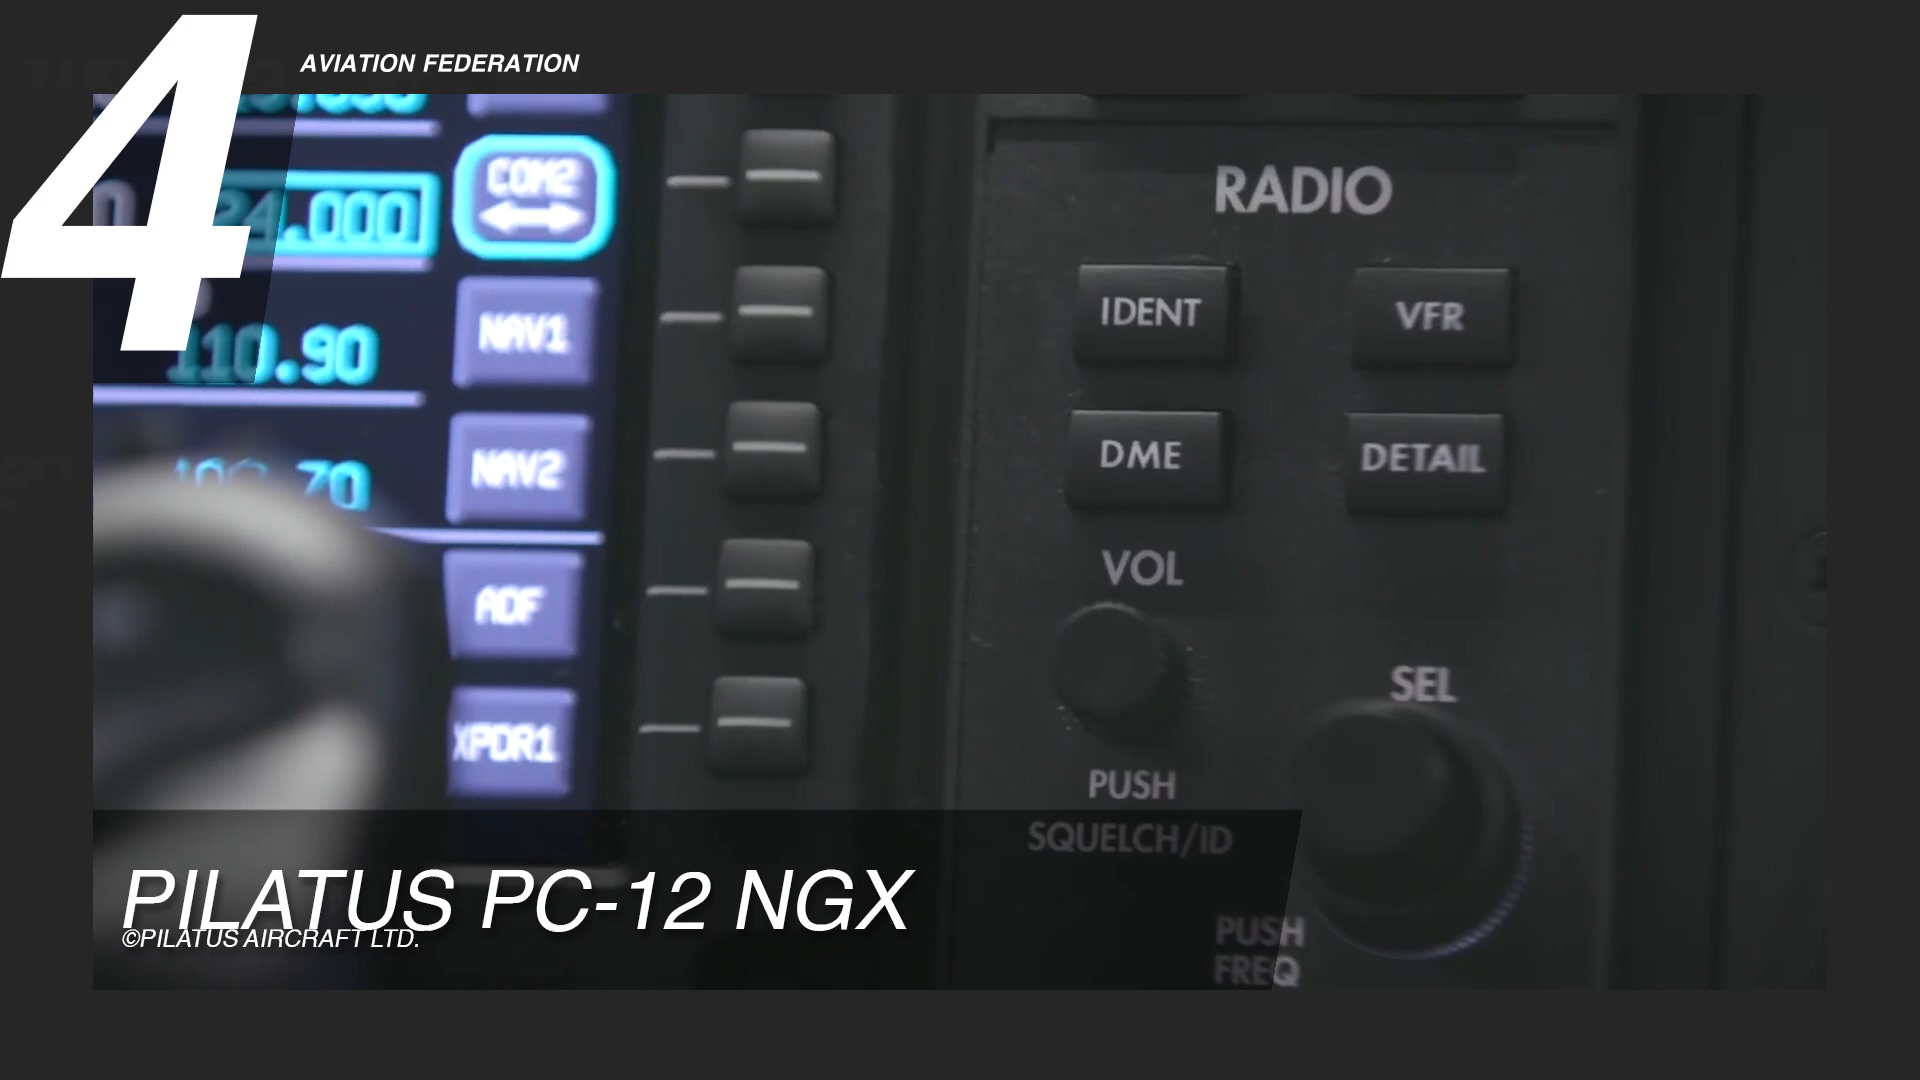 4
AVIATION FEDERATION
COM2
24.000
NAV1
110.90
NAV2
.70
ADF
XPDR1
RADIO
IDENT
VFR
DME
DETAIL
VOL
SEL
PUSH
SQUELCH/ID
PUSH
FREQ
PILATUS PC-12 NGX
©PILATUS AIRCRAFT LTD.